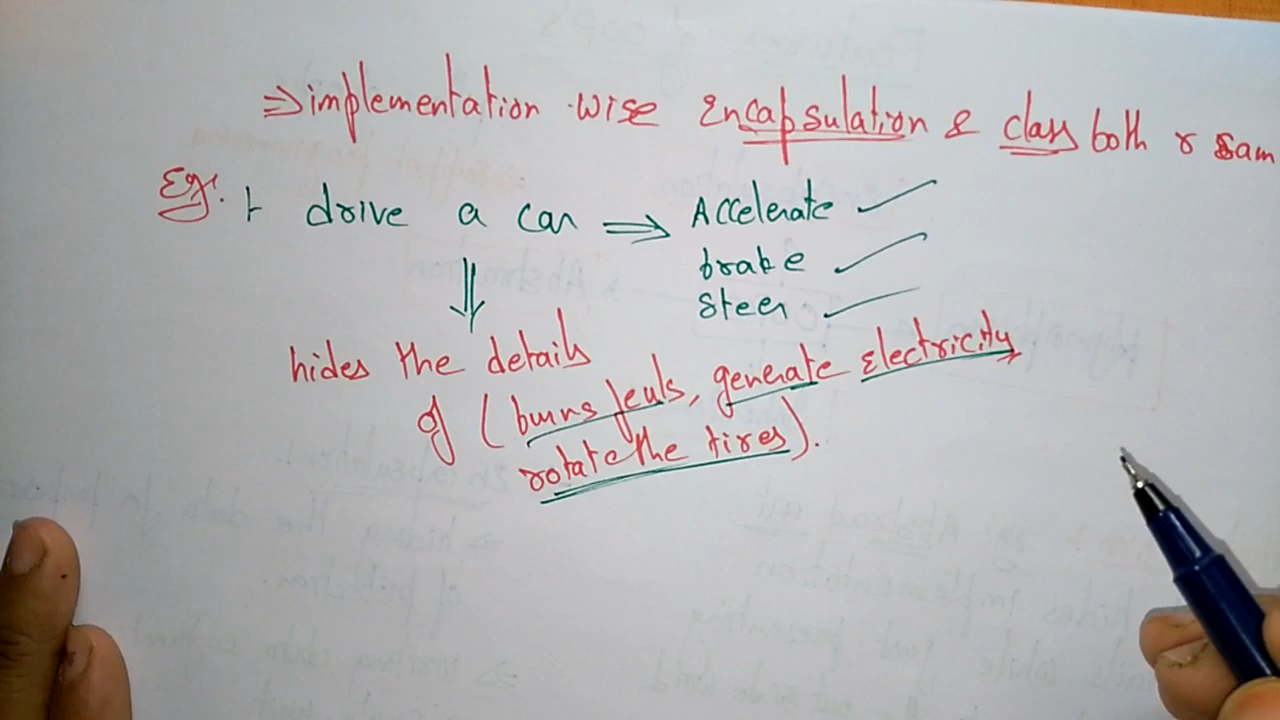 ⇒ implementation wise Encapsulation & class both r sam
Eg: I drive a car ⇒ Accelerate ✓
brake ✓
Steer ✓
⇓
hides the details
of (burns feuls, generate Electricity
rotate the tires).